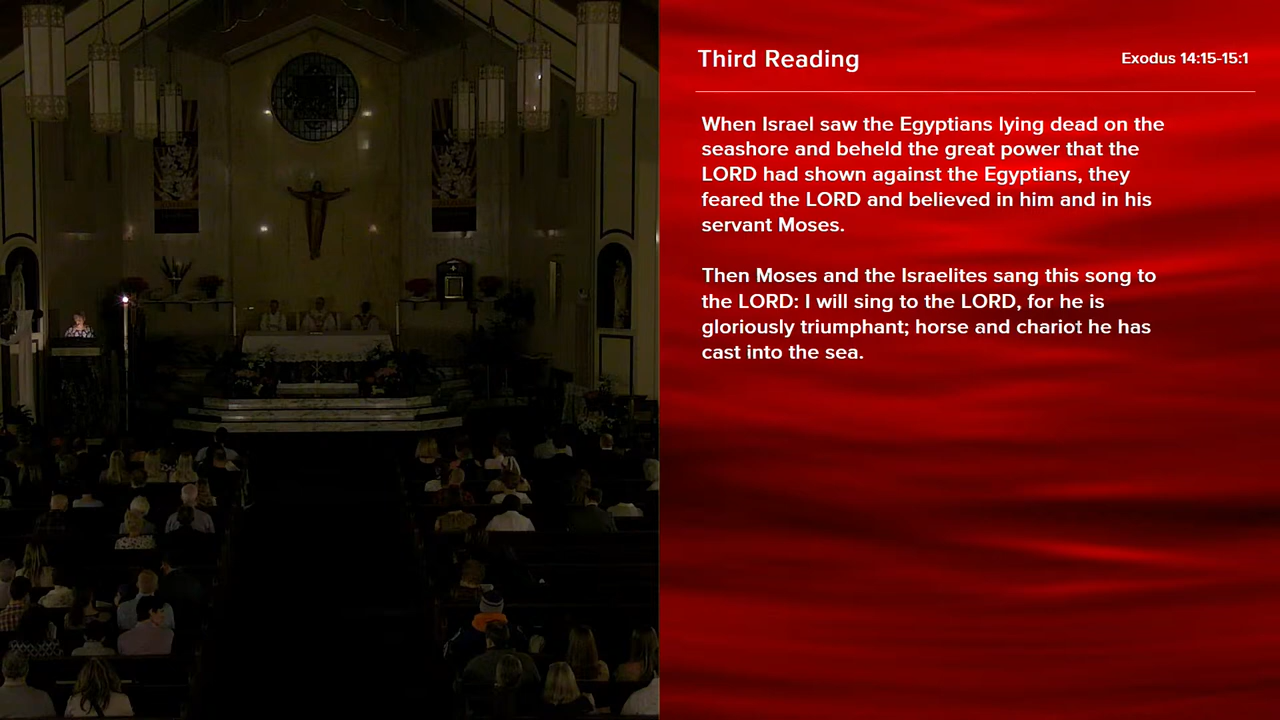 Third Reading
Exodus 14:15-15:1
When Israel saw the Egyptians lying dead on the
seashore and beheld the great power that the
LORD had shown against the Egyptians, they
feared the LORD and believed in him and in his
servant Moses.
Then Moses and the Israelites sang this song to
the LORD: I will sing to the LORD, for he is
gloriously triumphant; horse and chariot he has
cast into the sea.